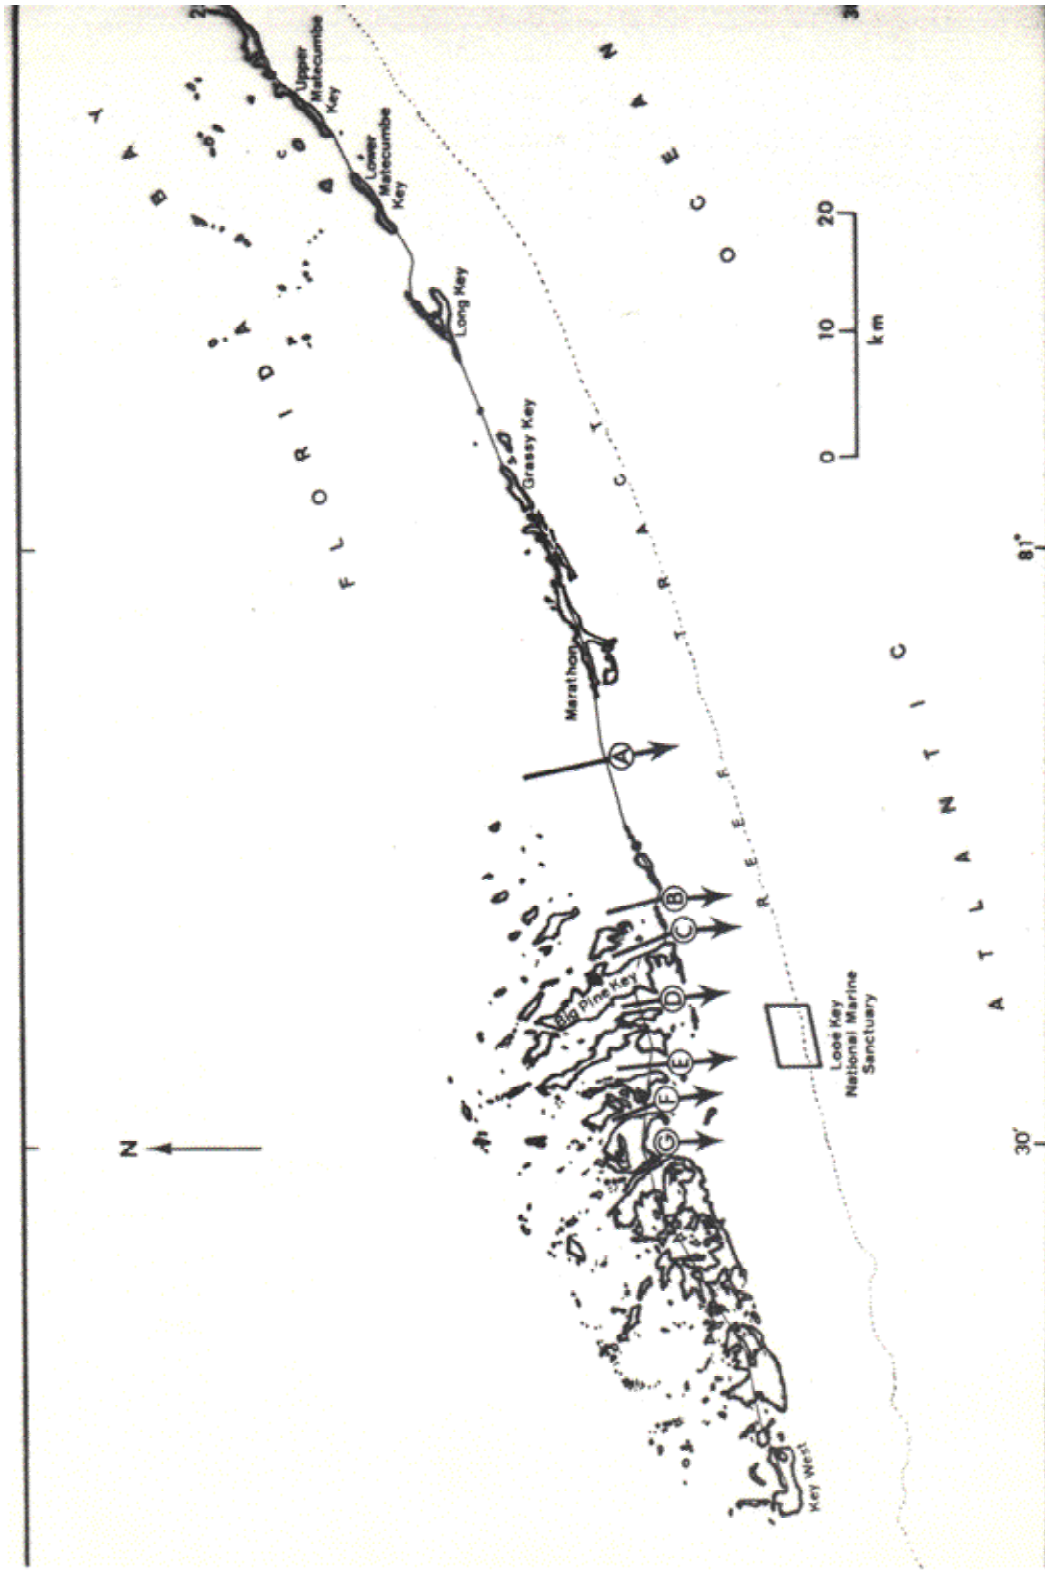 FLORIDA BAY
Upper
Matecumbe
Key
Lower
Matecumbe
Key
Long Key
Grassy Key
Marathon
Big Pine Key
Key West
A
B
C
D
E
F
G
N
REEF TRACT
Looe Key
National Marine
Sanctuary
ATLANTIC OCEAN
0 10 20
km
81°
30'